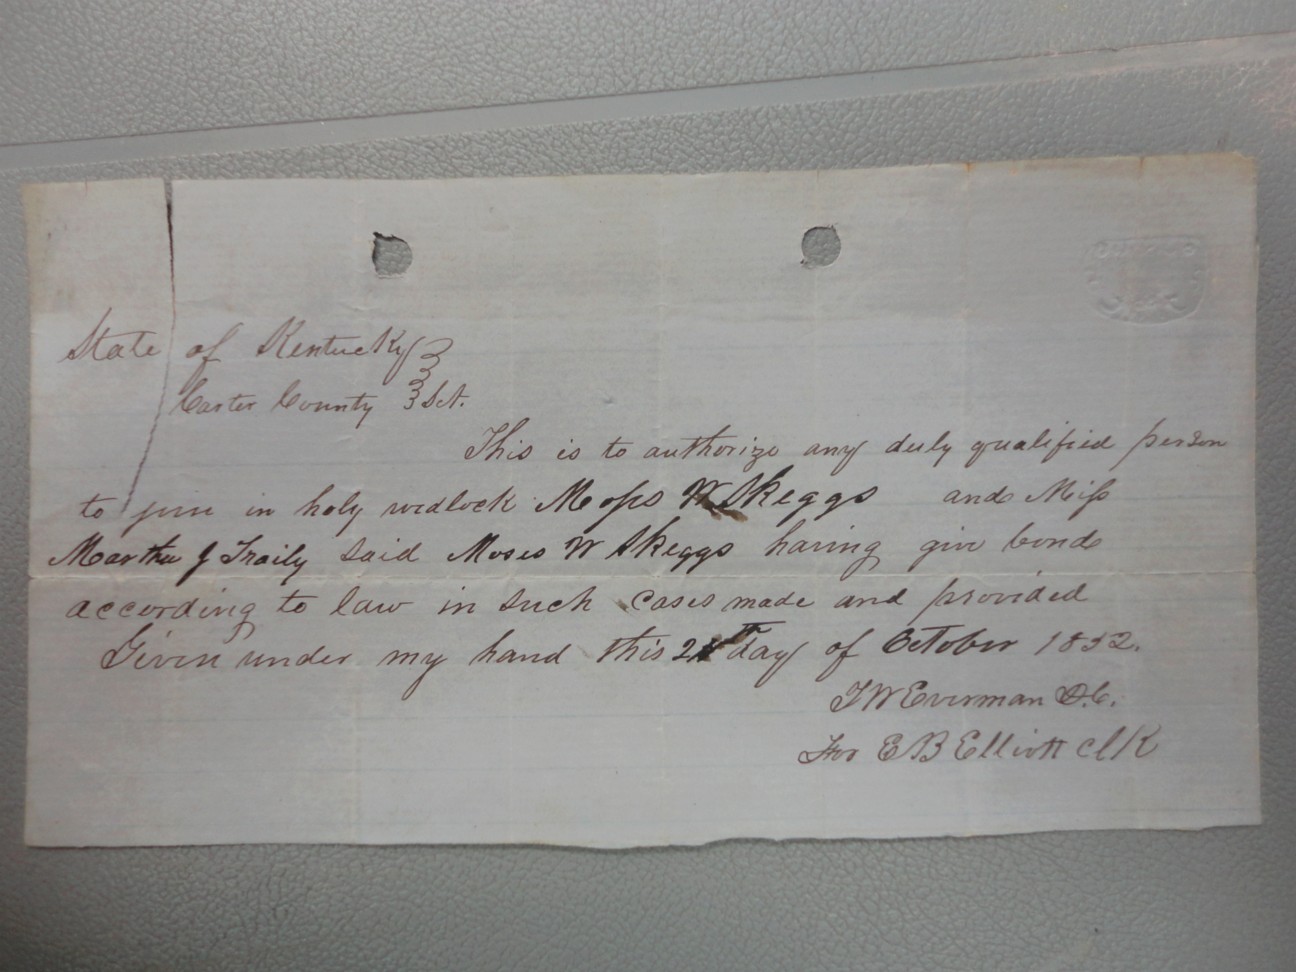 State of Kentucky }
Carter County } Sct.
This is to authorize any duly qualified person
to join in holy wedlock Moses W Skeggs and Miss
Martha J Traily said Moses W Skeggs having give bond
according to law in such cases made and provided
Given under my hand this day of October 1852.
T W Everman D.C.
For E B Elliott Clk